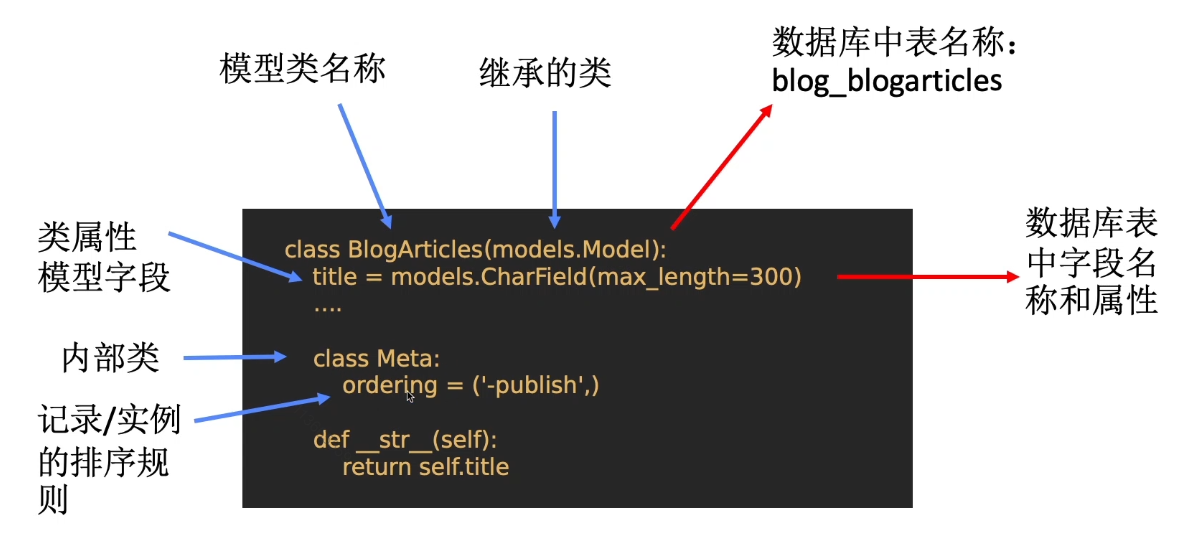 模型类名称
继承的类
数据库中表名称：
blog_blogarticles
类属性
模型字段
class BlogArticles(models.Model):
title = models.CharField(max_length=300)
....
数据库表
中字段名
称和属性
内部类
class Meta:
ordering = ('-publish',)
记录/实例
的排序规
则
def __str__(self):
return self.title